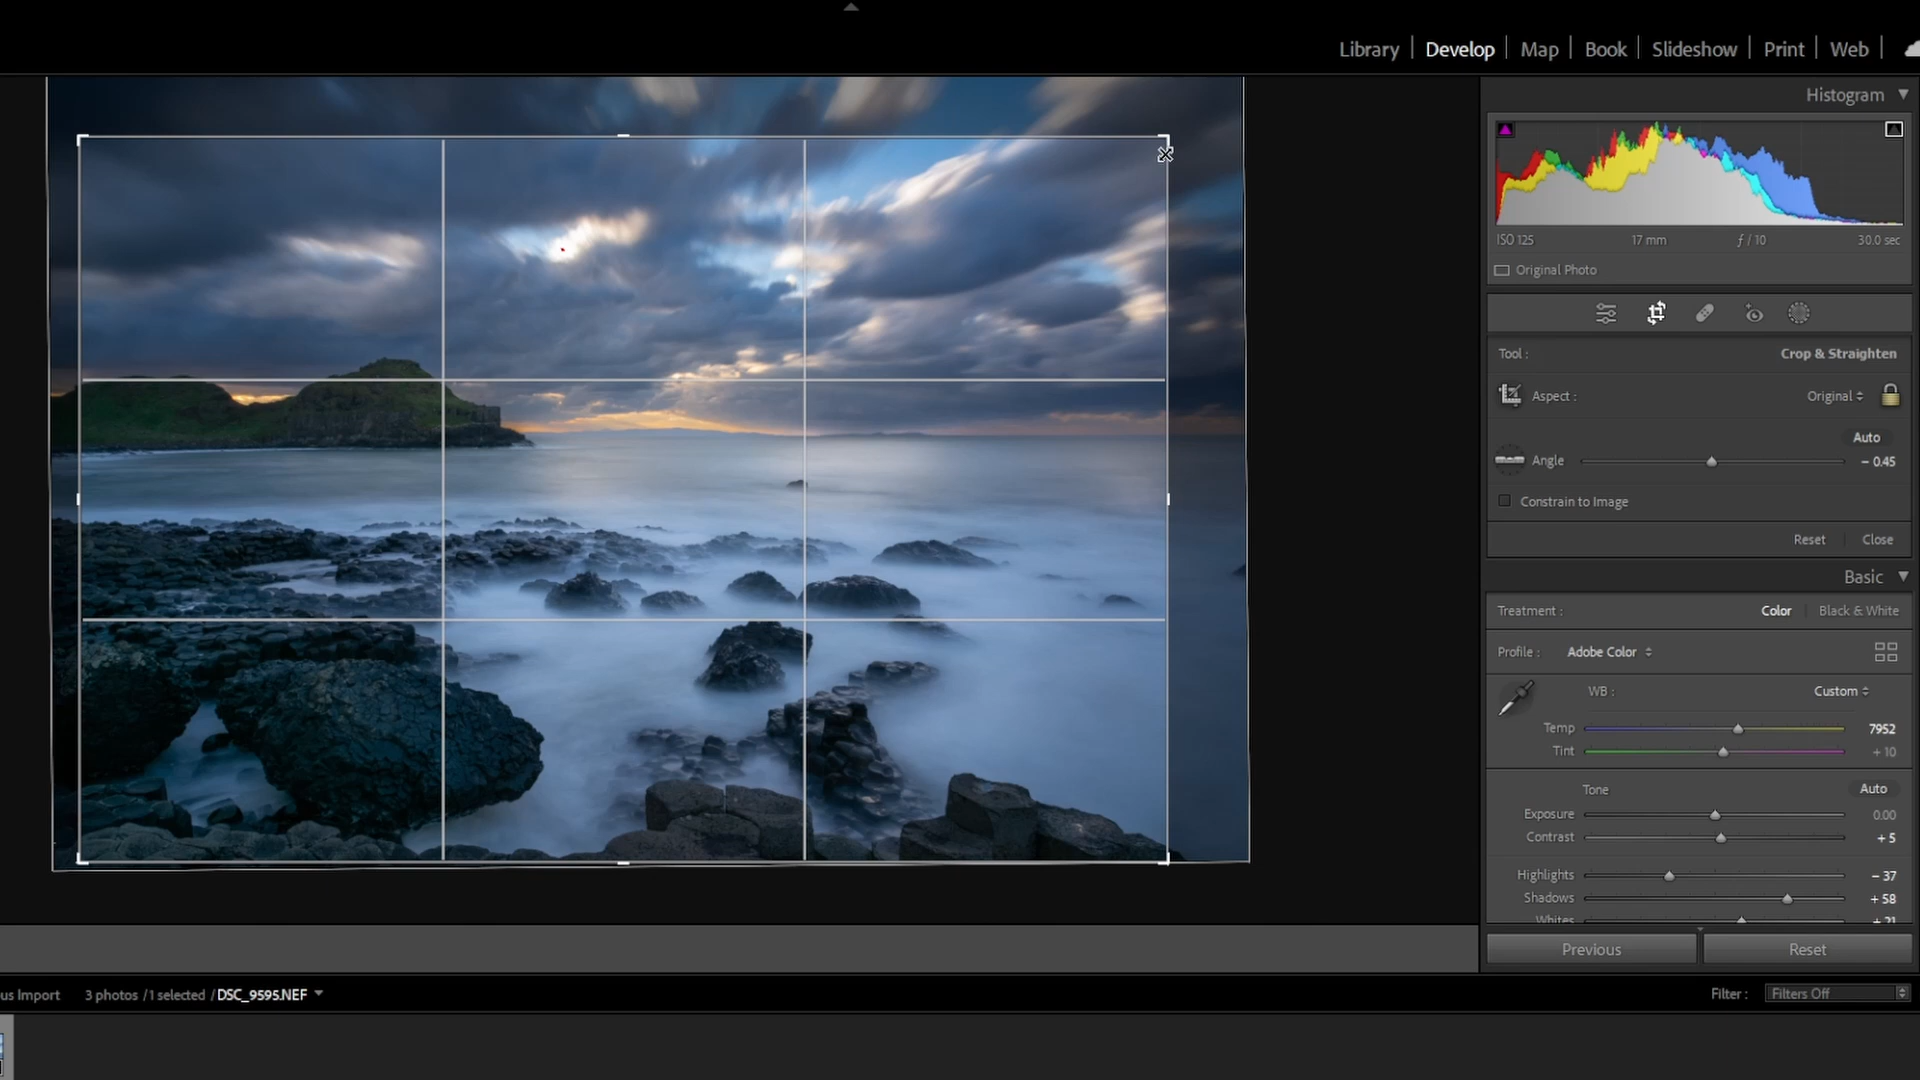 Library | Develop | Map | Book | Slideshow | Print | Web |
Histogram
ISO 125 17 mm ƒ / 10 30.0 sec
Original Photo
Tool : Crop & Straighten
Aspect : Original
Auto
Angle - 0.45
Constrain to Image
Reset Close
Basic
Treatment : Color Black & White
Profile : Adobe Color
WB : Custom
Temp 7952
Tint + 10
Tone Auto
Exposure 0.00
Contrast + 5
Highlights - 37
Shadows + 58
Whites + 21
Previous Reset
us Import 3 photos / 1 selected / DSC_9595.NEF Filter : Filters Off